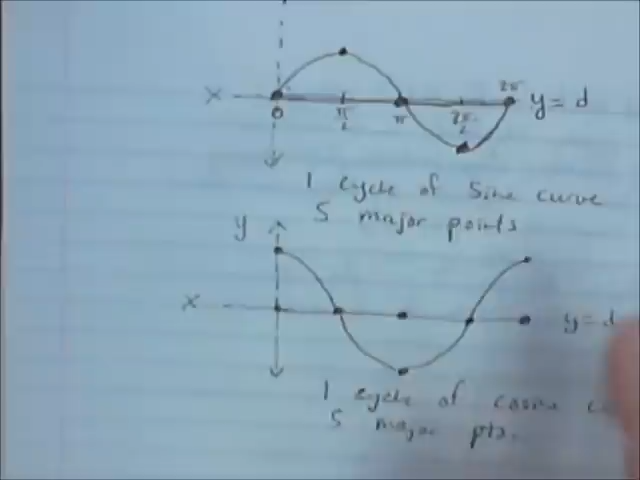 x y = d
0 π/2 π 3π/2 2π
1 cycle of sine curve
5 major points
y
x y = d
1 cycle of cosine
5 major pts.